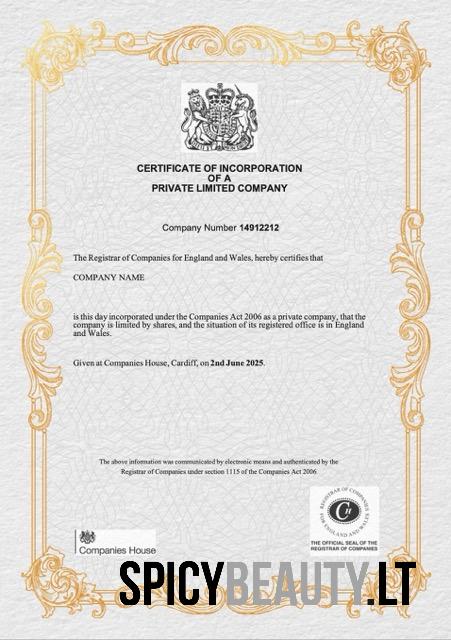 CERTIFICATE OF INCORPORATION
OF A
PRIVATE LIMITED COMPANY
Company Number 14912212
The Registrar of Companies for England and Wales, hereby certifies that
COMPANY NAME
is this day incorporated under the Companies Act 2006 as a private company, that the
company is limited by shares, and the situation of its registered office is in England
and Wales.
Given at Companies House, Cardiff, on 2nd June 2025.
The above information was communicated by electronic means and authenticated by the
Registrar of Companies under section 1115 of the Companies Act 2006
REGISTRAR OF COMPANIES
FOR ENGLAND AND WALES
CH
THE OFFICIAL SEAL OF THE
REGISTRAR OF COMPANIES
Companies House
SPICYBEAUTY.LT